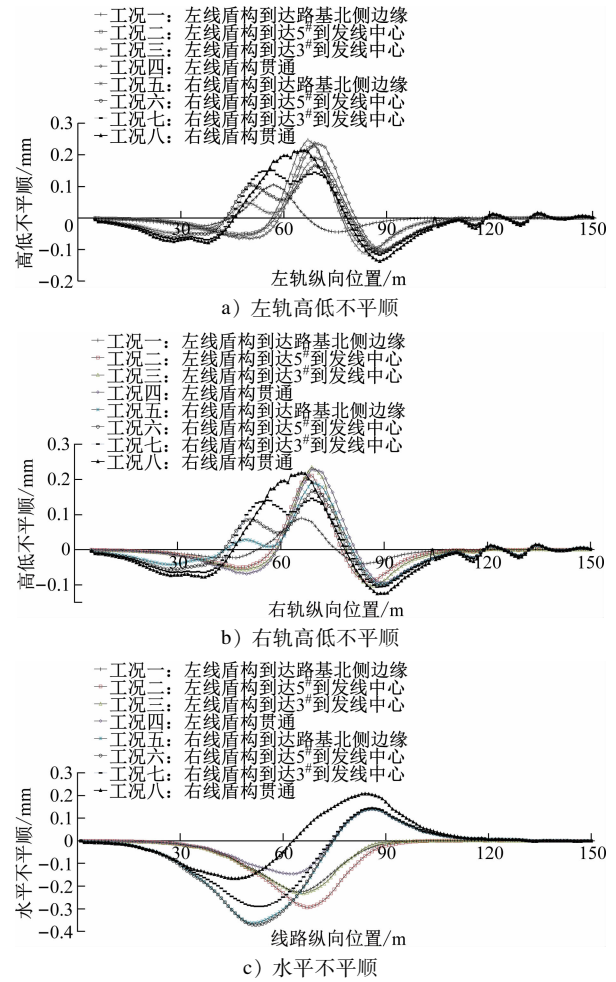 工况一：左线盾构到达路基北侧边缘
工况二：左线盾构到达5#到发线中心
工况三：左线盾构到达3#到发线中心
工况四：左线盾构贯通
工况五：右线盾构到达路基北侧边缘
工况六：右线盾构到达5#到发线中心
工况七：右线盾构到达3#到发线中心
工况八：右线盾构贯通
高低不平顺/mm
0.3
0.2
0.1
0
−0.1
−0.2
30 60 90 120 150
左轨纵向位置/m
a）左轨高低不平顺
工况一：左线盾构到达路基北侧边缘
工况二：左线盾构到达5#到发线中心
工况三：左线盾构到达3#到发线中心
工况四：左线盾构贯通
工况五：右线盾构到达路基北侧边缘
工况六：右线盾构到达5#到发线中心
工况七：右线盾构到达3#到发线中心
工况八：右线盾构贯通
高低不平顺/mm
0.3
0.2
0.1
0
−0.1
30 60 90 120 150
右轨纵向位置/m
b）右轨高低不平顺
工况一：左线盾构到达路基北侧边缘
工况二：左线盾构到达5#到发线中心
工况三：左线盾构到达3#到发线中心
工况四：左线盾构贯通
工况五：右线盾构到达路基北侧边缘
工况六：右线盾构到达5#到发线中心
工况七：右线盾构到达3#到发线中心
工况八：右线盾构贯通
水平不平顺/mm
0.3
0.2
0.1
0
−0.1
−0.2
−0.3
−0.4
30 60 90 120 150
线路纵向位置/m
c）水平不平顺